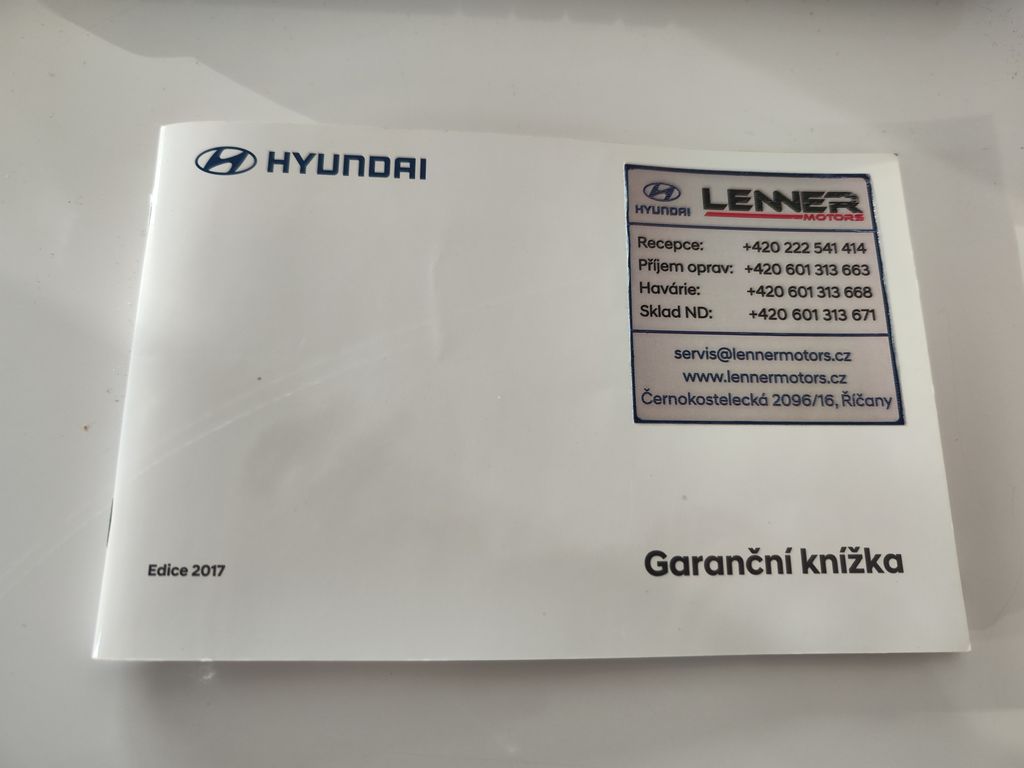 HYUNDAI
HYUNDAI LENNER
MOTORS
Recepce: +420 222 541 414
Příjem oprav: +420 601 313 663
Havárie: +420 601 313 668
Sklad ND: +420 601 313 671
servis@lennermotors.cz
www.lennermotors.cz
Černokostelecká 2096/16, Říčany
Edice 2017
Garanční knížka